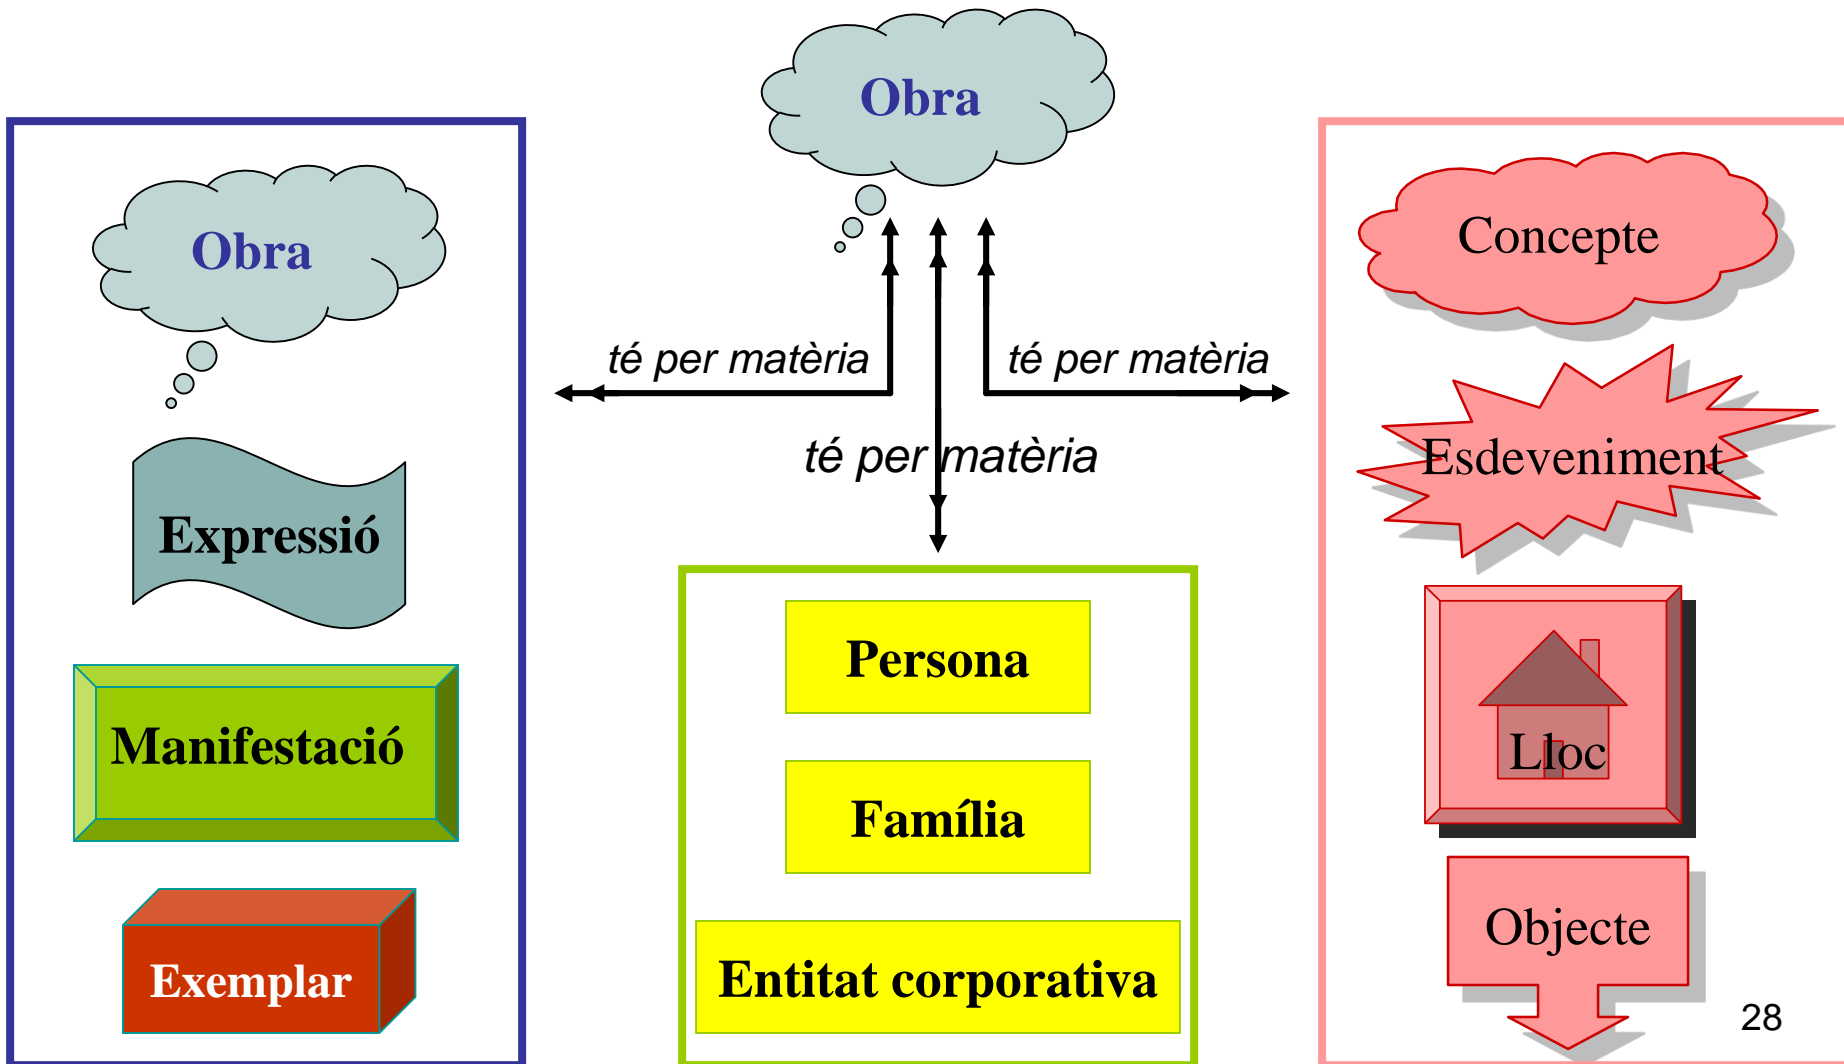 Obra
Obra
Expressió
Manifestació
Exemplar
té per matèria
té per matèria
té per matèria
Persona
Família
Entitat corporativa
Concepte
Esdeveniment
Lloc
Objecte
28